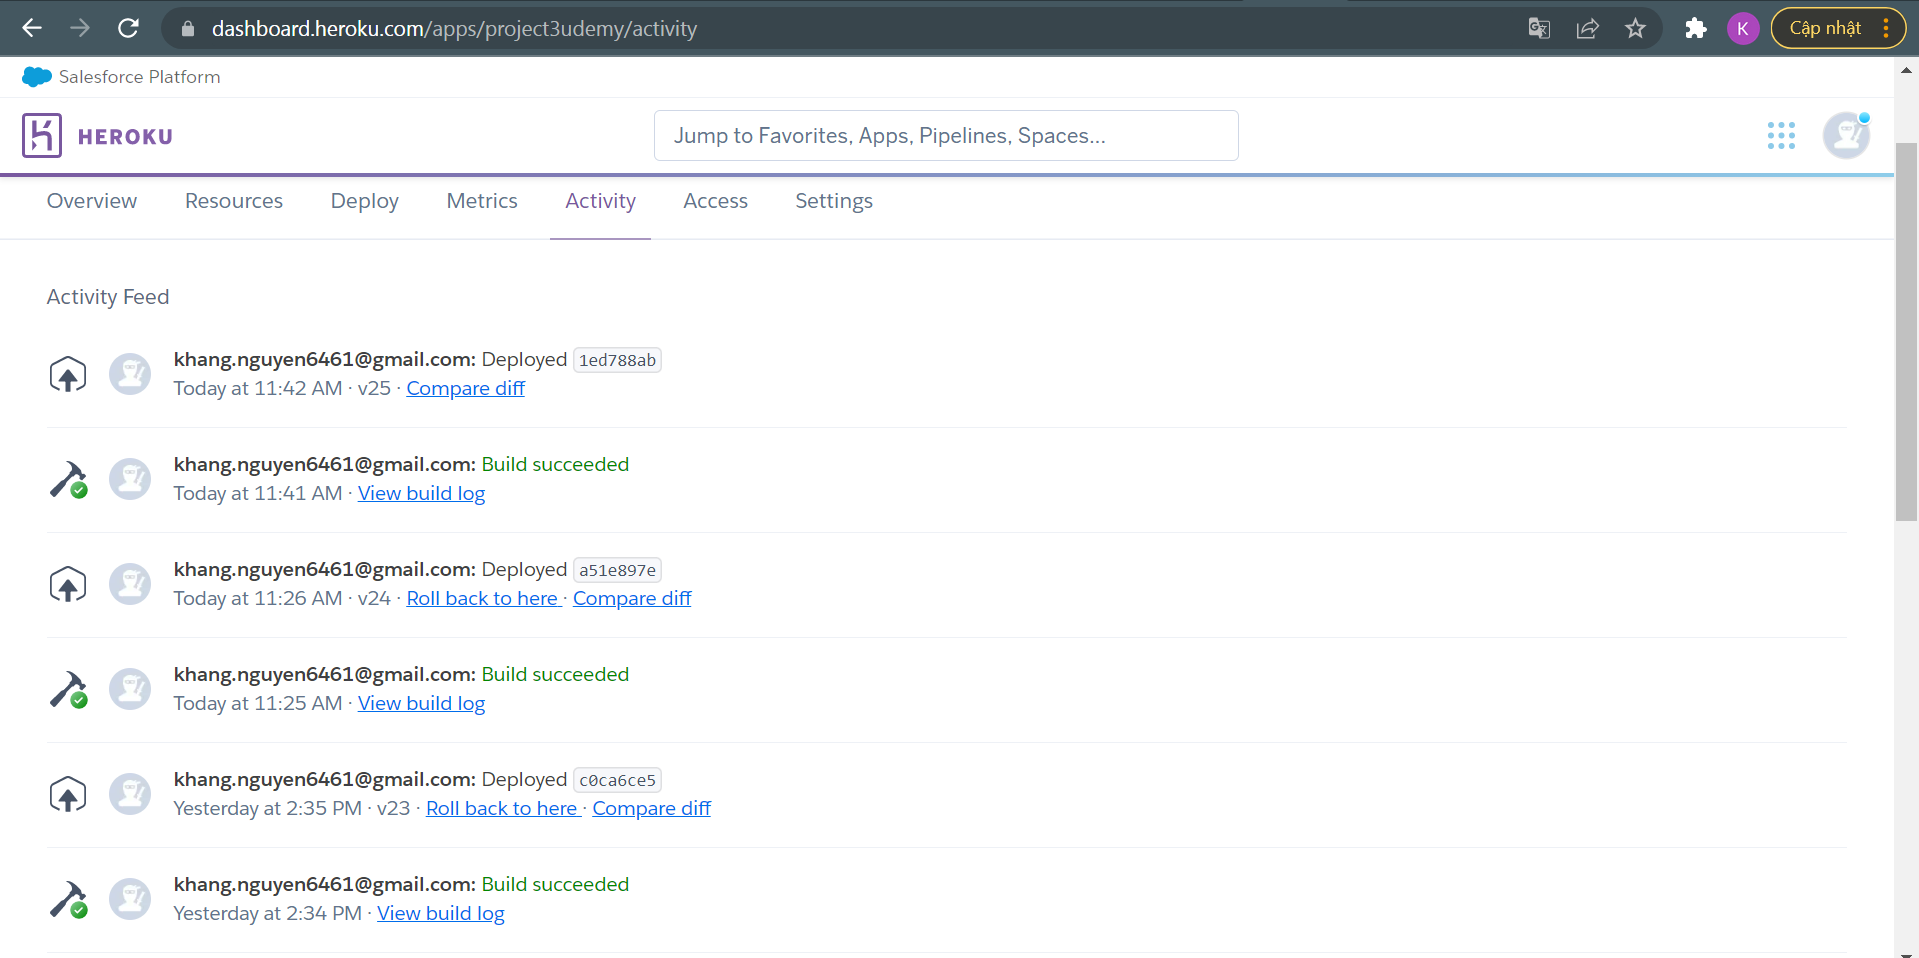 dashboard.heroku.com/apps/project3udemy/activity
K
Cập nhật
Salesforce Platform
HEROKU
Jump to Favorites, Apps, Pipelines, Spaces...
Overview Resources Deploy Metrics Activity Access Settings
Activity Feed
khang.nguyen6461@gmail.com: Deployed 1ed788ab
Today at 11:42 AM · v25 · Compare diff
khang.nguyen6461@gmail.com: Build succeeded
Today at 11:41 AM · View build log
khang.nguyen6461@gmail.com: Deployed a51e897e
Today at 11:26 AM · v24 · Roll back to here · Compare diff
khang.nguyen6461@gmail.com: Build succeeded
Today at 11:25 AM · View build log
khang.nguyen6461@gmail.com: Deployed c0ca6ce5
Yesterday at 2:35 PM · v23 · Roll back to here · Compare diff
khang.nguyen6461@gmail.com: Build succeeded
Yesterday at 2:34 PM · View build log